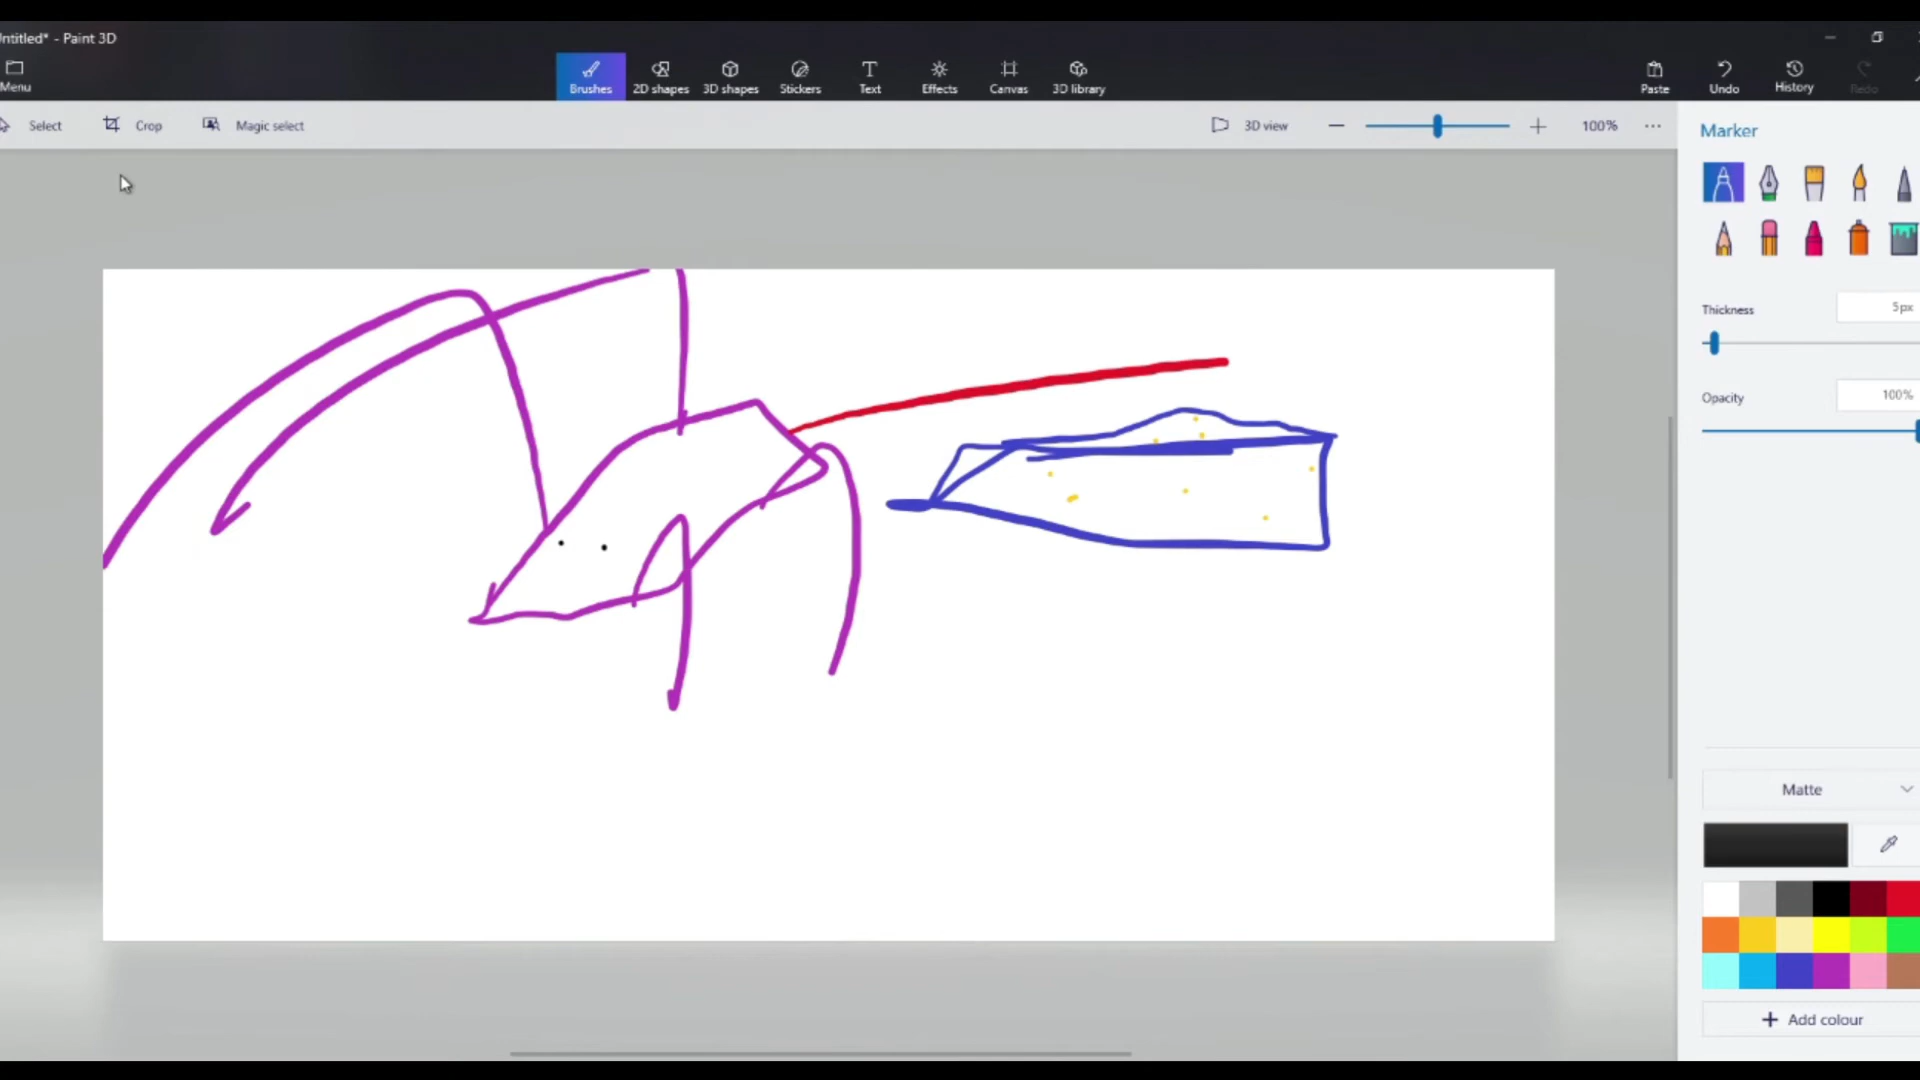 ntitled* - Paint 3D
Menu
Brushes
2D shapes
3D shapes
Stickers
Text
Effects
Canvas
3D library
Paste
Undo
History
Redo
Select
Crop
Magic select
3D view
100%
Marker
Thickness
5px
Opacity
100%
Matte
Add colour